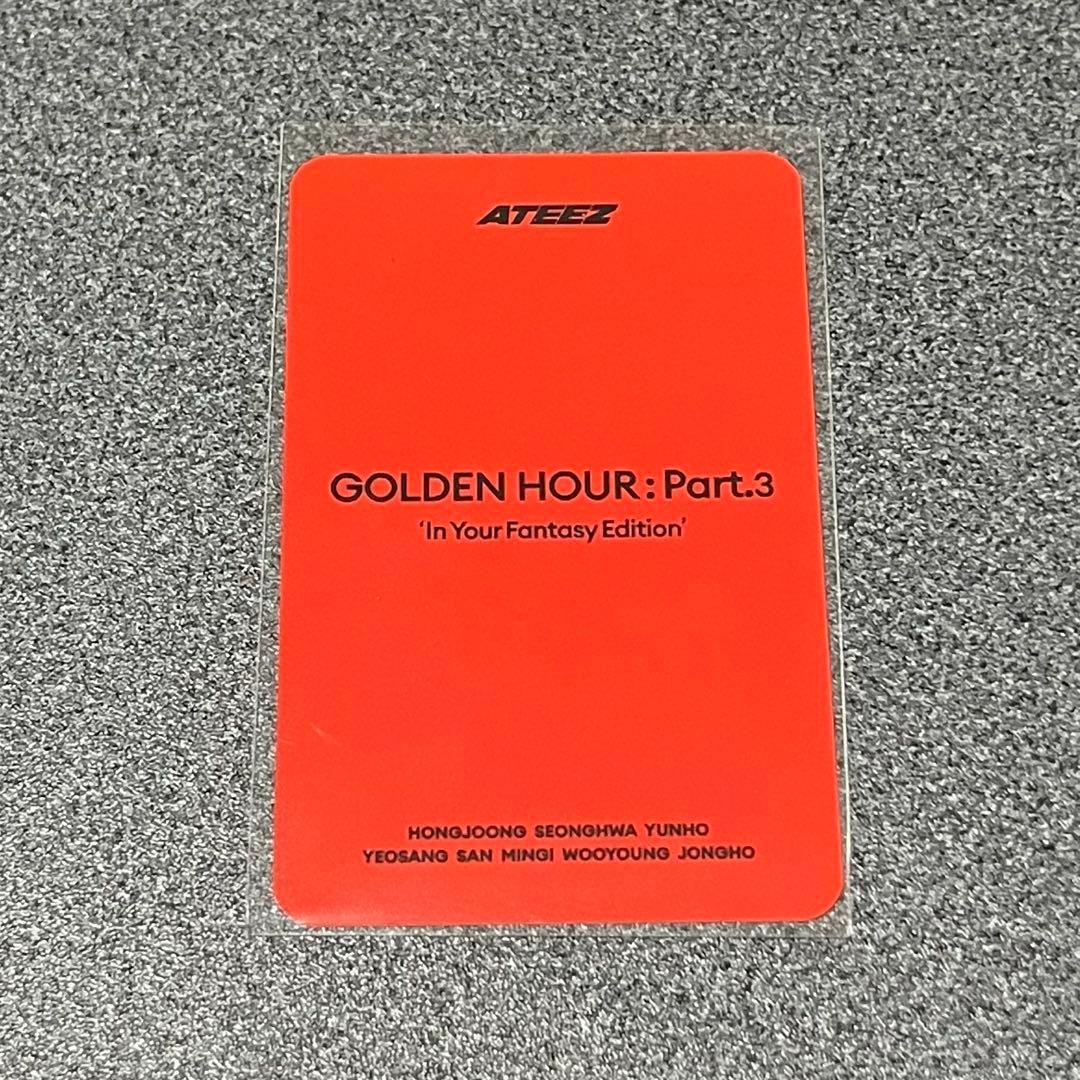 ATEEZ
GOLDEN HOUR : Part.3
‘In Your Fantasy Edition’
HONGJOONG SEONGHWA YUNHO
YEOSANG SAN MINGI WOOYOUNG JONGHO